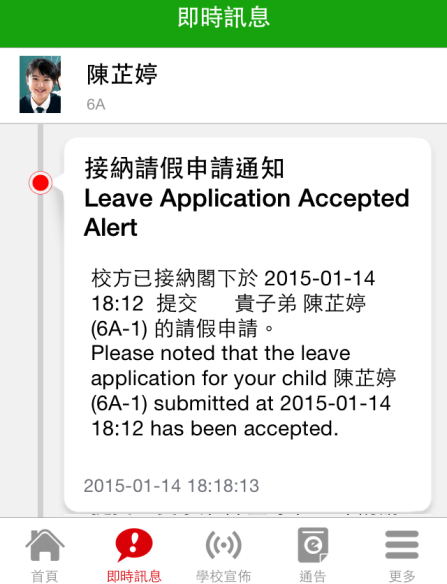 即時訊息
陳芷婷
6A
接納請假申請通知
Leave Application Accepted
Alert
校方已接納閣下於 2015-01-14
18:12 提交 貴子弟 陳芷婷
(6A-1) 的請假申請。
Please noted that the leave
application for your child 陳芷婷
(6A-1) submitted at 2015-01-14
18:12 has been accepted.
2015-01-14 18:18:13
首頁 即時訊息 學校宣佈 通告 更多